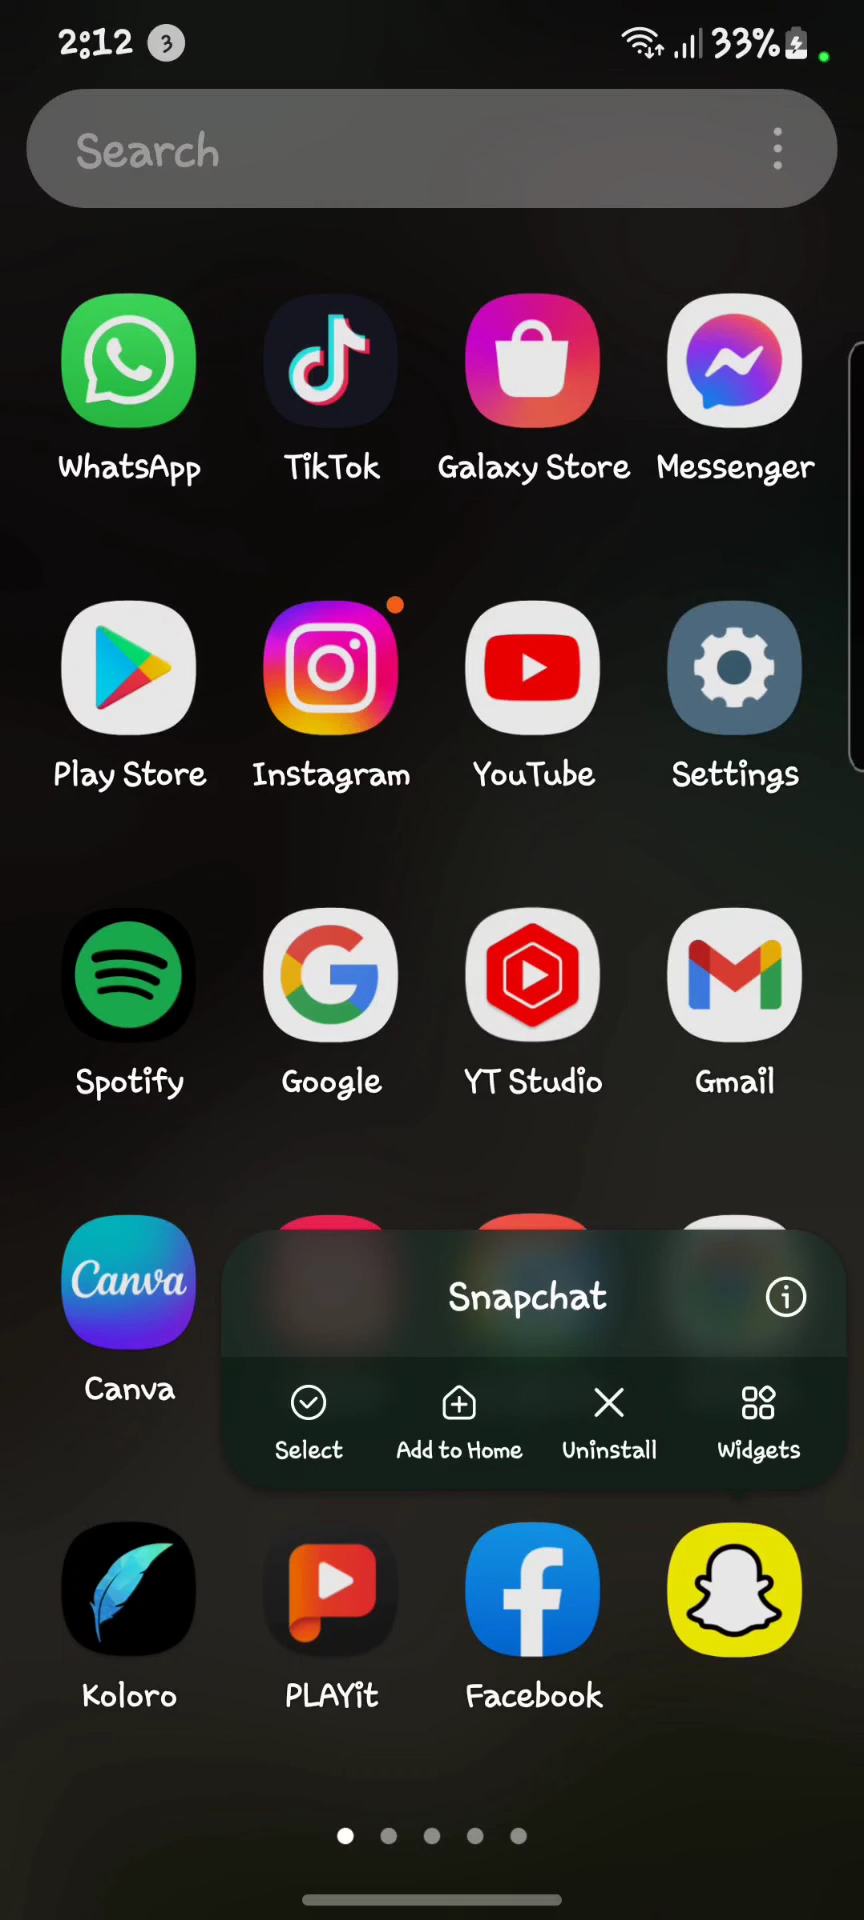 2:12 3 33%
Search
WhatsApp TikTok Galaxy Store Messenger
Play Store Instagram YouTube Settings
Spotify Google YT Studio Gmail
Canva
Snapchat
Canva
Select Add to Home Uninstall Widgets
Koloro PLAYit Facebook